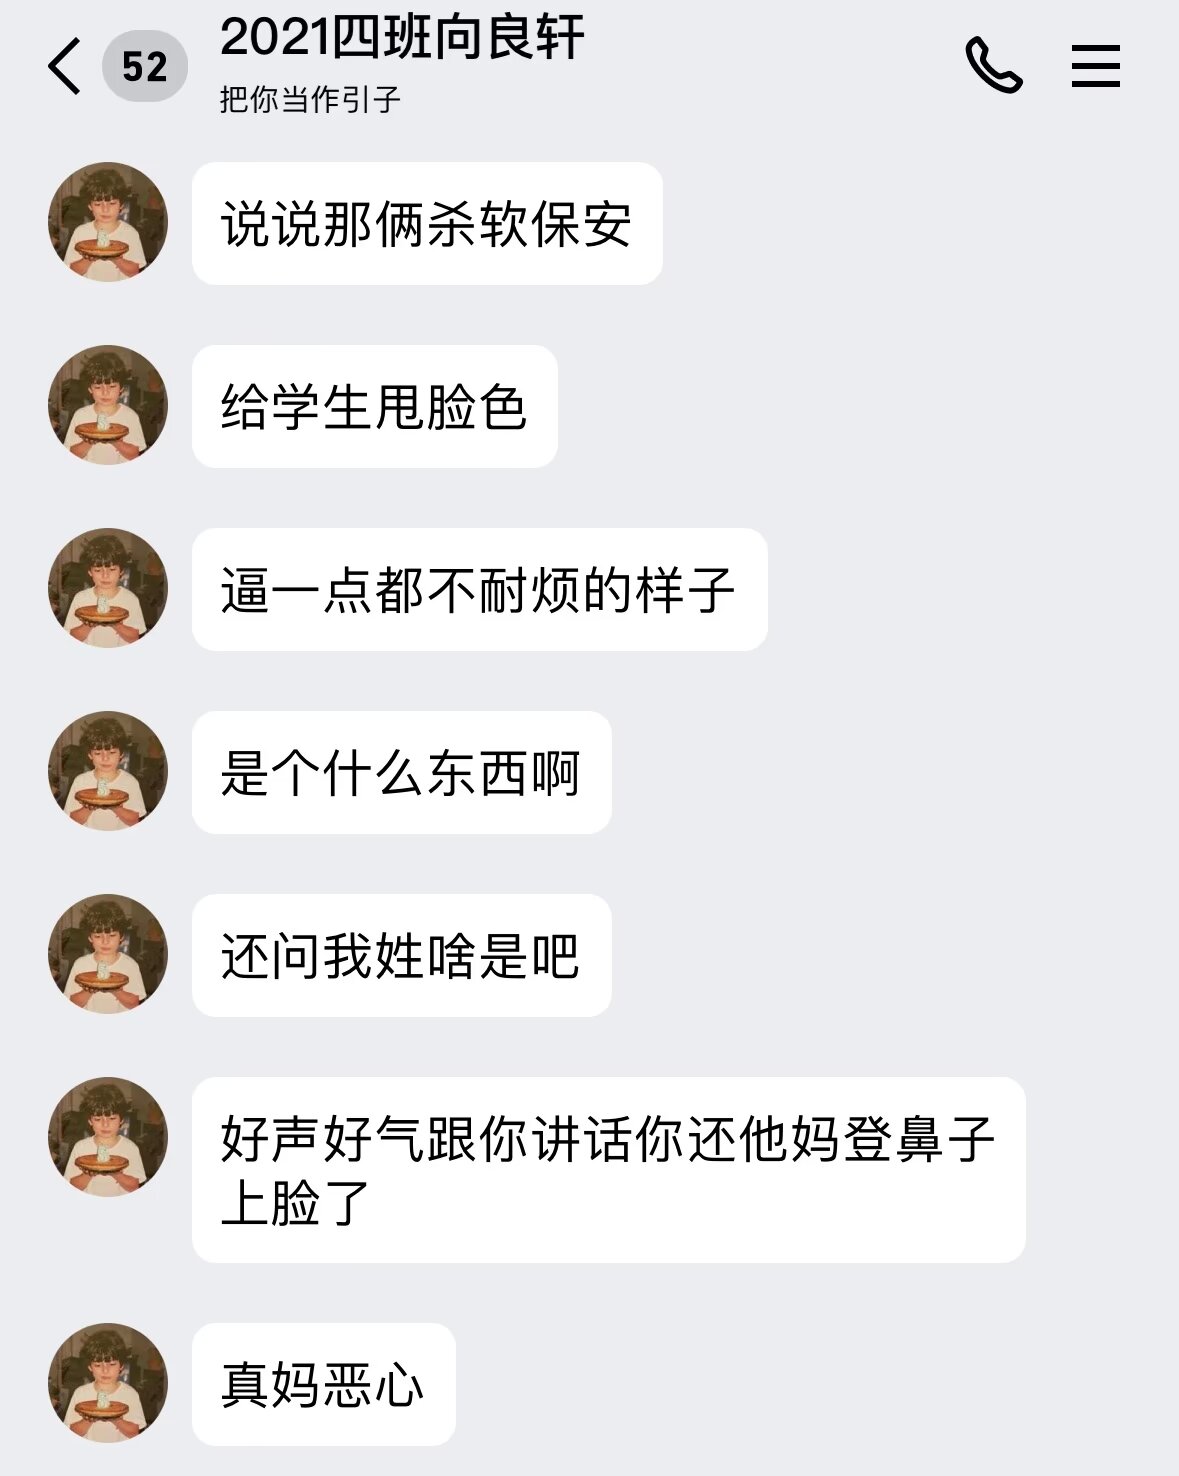 52
2021四班向良轩
把你当作引子
说说那俩杀软保安
给学生甩脸色
逼一点都不耐烦的样子
是个什么东西啊
还问我姓啥是吧
好声好气跟你讲话你还他妈登鼻子
上脸了
真妈恶心